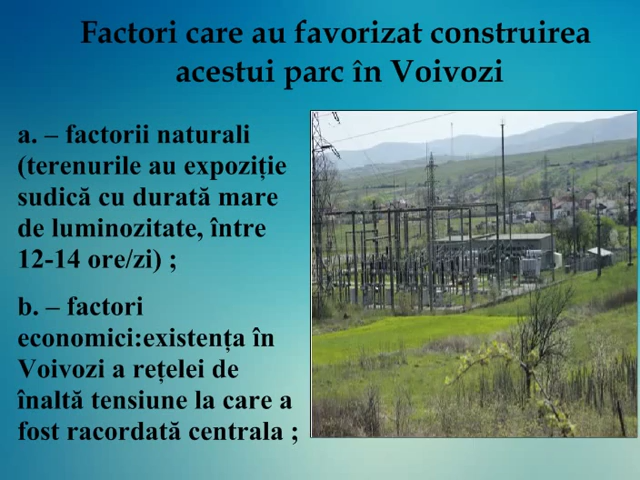 Factori care au favorizat construirea
acestui parc în Voivozi
a. – factorii naturali
(terenurile au expoziție
sudică cu durată mare
de luminozitate, între
12-14 ore/zi) ;
b. – factori
economici:existența în
Voivozi a rețelei de
înaltă tensiune la care a
fost racordată centrala ;